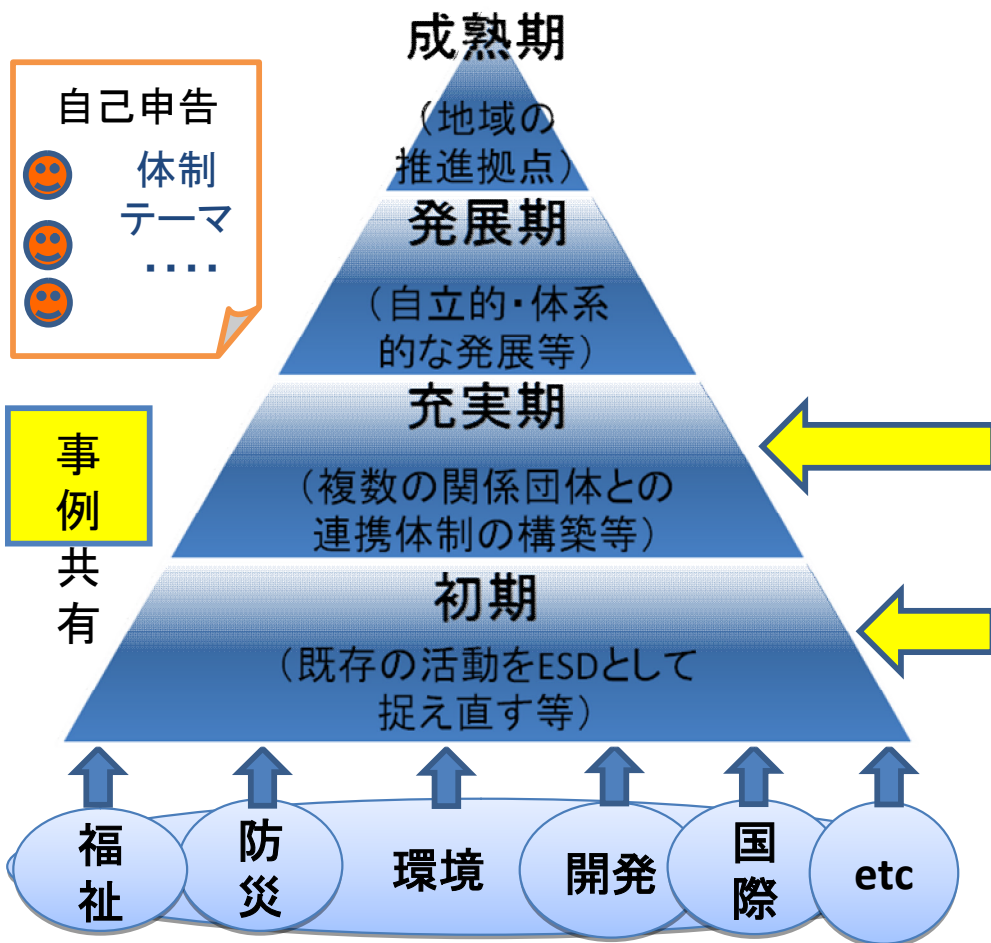 成熟期
（地域の
推進拠点）
自己申告
体制
テーマ
・・・・
発展期
（自立的・体系
的な発展等）
充実期
（複数の関係団体との
連携体制の構築等）
事
例
共
有
初期
（既存の活動をESDとして
捉え直す等）
福
祉
防
災
環境
開発
国
際
etc